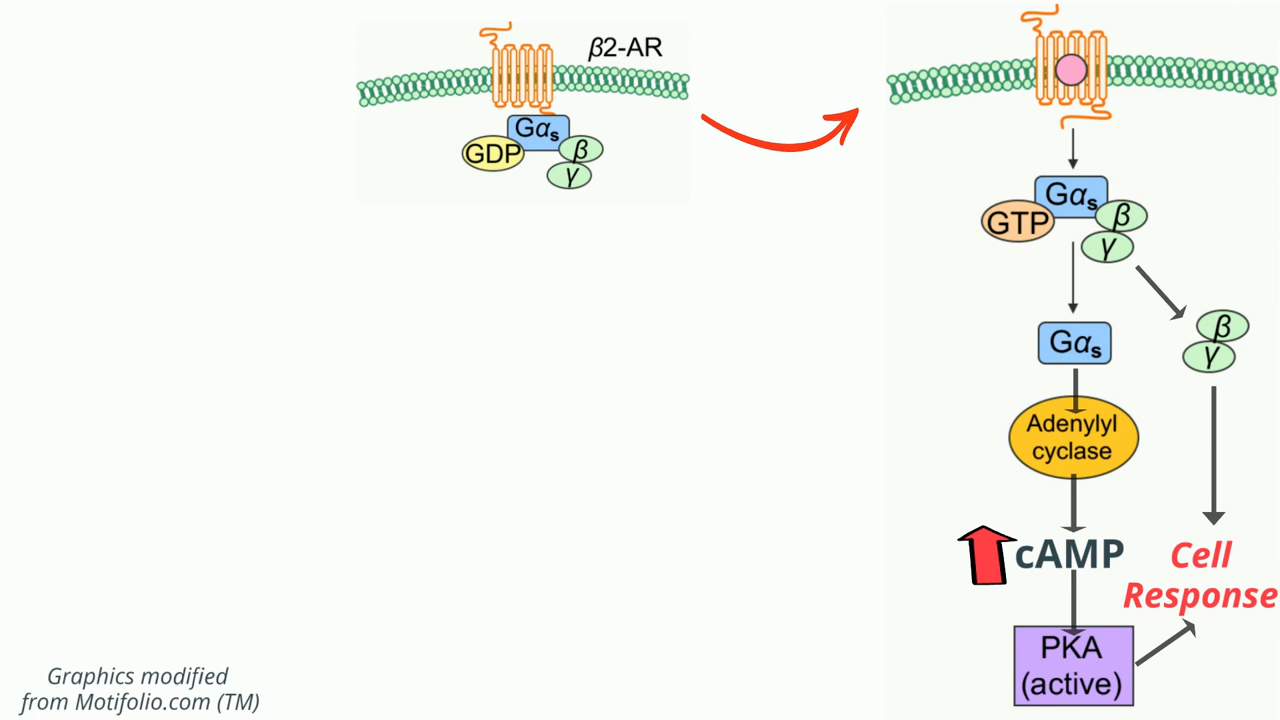 β2-AR
Gαs
GDP
β
γ
Gαs
GTP
β
γ
Gαs
β
γ
Adenylyl
cyclase
cAMP
Cell
Response
PKA
(active)
Graphics modified
from Motifolio.com (TM)